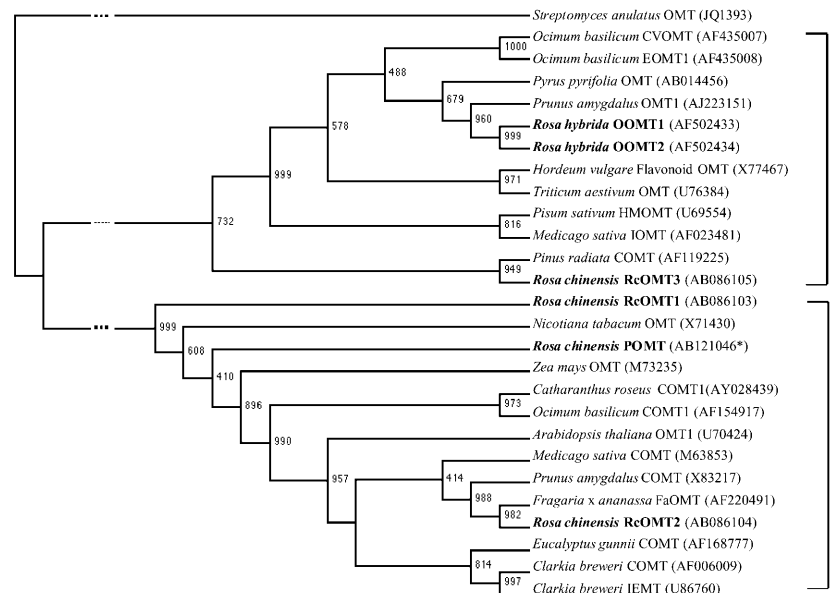 Streptomyces anulatus OMT (JQ1393)
Ocimum basilicum CVOMT (AF435007)
1000
Ocimum basilicum EOMT1 (AF435008)
488
Pyrus pyrifolia OMT (AB014456)
679
Prunus amygdalus OMT1 (AJ223151)
960
Rosa hybrida OOMT1 (AF502433)
578
999
Rosa hybrida OOMT2 (AF502434)
Hordeum vulgare Flavonoid OMT (X77467)
999
971
Triticum aestivum OMT (U76384)
Pisum sativum HMOMT (U69554)
732
816
Medicago sativa IOMT (AF023481)
Pinus radiata COMT (AF119225)
949
Rosa chinensis RcOMT3 (AB086105)
Rosa chinensis RcOMT1 (AB086103)
999
Nicotiana tabacum OMT (X71430)
608
Rosa chinensis POMT (AB121046*)
410
Zea mays OMT (M73235)
Catharanthus roseus COMT1(AY028439)
896
973
Ocimum basilicum COMT1 (AF154917)
Arabidopsis thaliana OMT1 (U70424)
990
Medicago sativa COMT (M63853)
957
414
Prunus amygdalus COMT (X83217)
988
Fragaria x ananassa FaOMT (AF220491)
982
Rosa chinensis RcOMT2 (AB086104)
Eucalyptus gunnii COMT (AF168777)
814
Clarkia breweri COMT (AF006009)
997
Clarkia breweri IEMT (U86760)